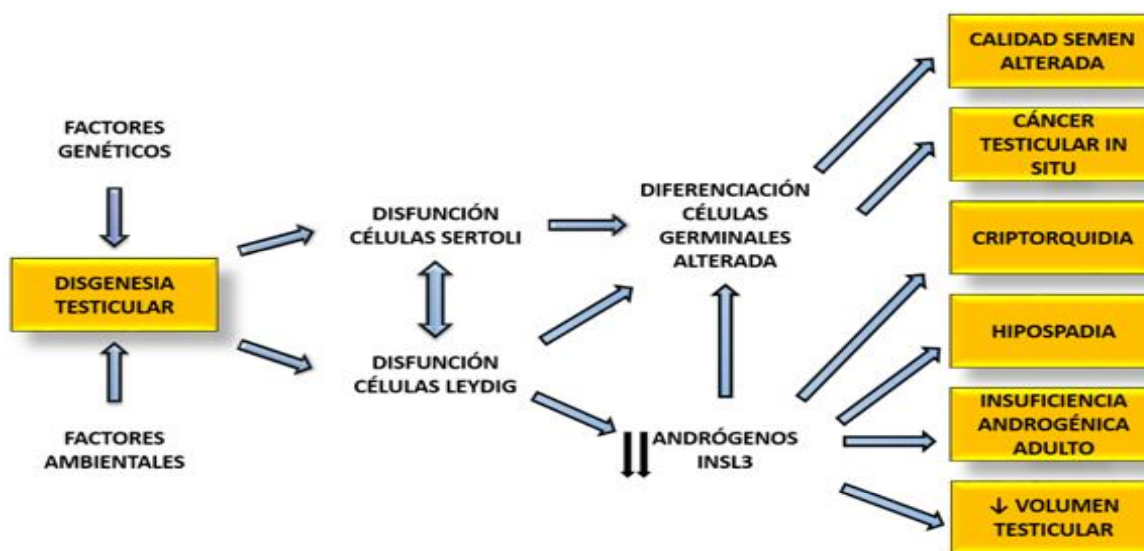 FACTORES
GENÉTICOS
DISGENESIA
TESTICULAR
FACTORES
AMBIENTALES
DISFUNCIÓN
CÉLULAS SERTOLI
DISFUNCIÓN
CÉLULAS LEYDIG
DIFERENCIACIÓN
CÉLULAS
GERMINALES
ALTERADA
ANDRÓGENOS
INSL3
CALIDAD SEMEN
ALTERADA
CÁNCER
TESTICULAR IN
SITU
CRIPTORQUIDIA
HIPOSPADIA
INSUFICIENCIA
ANDROGÉNICA
ADULTO
↓ VOLUMEN
TESTICULAR